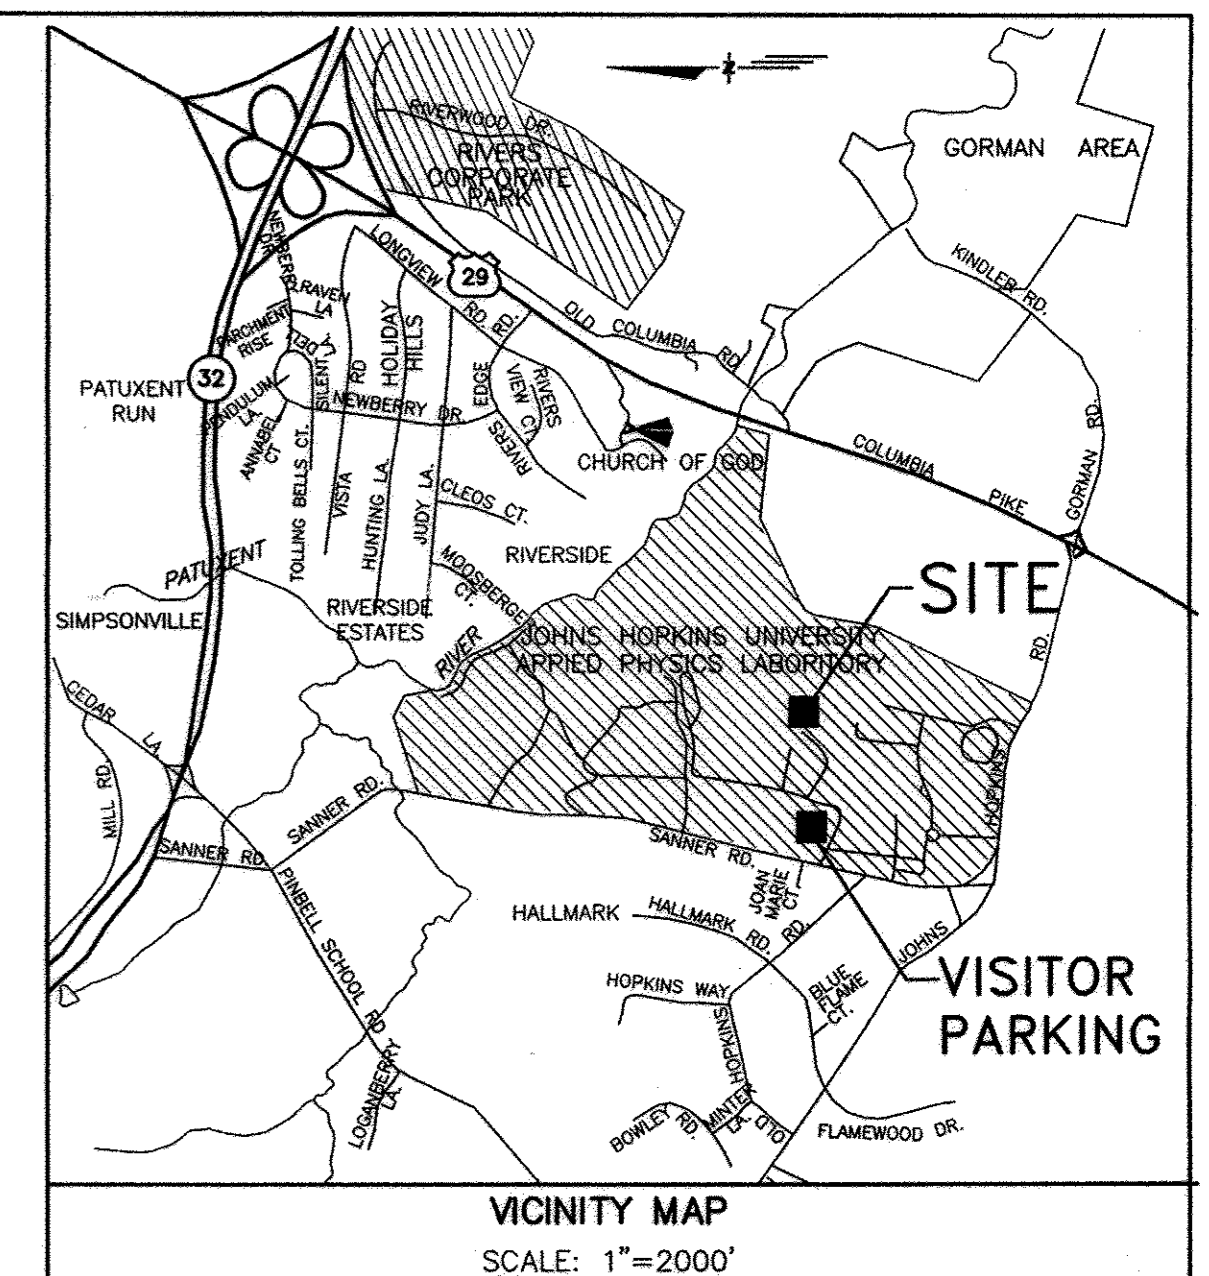 N
RIVERWOOD DR.
RIVERS
CORPORATE
PARK
GORMAN AREA
NEWBERRY
DR.
LONGVIEW
RD.
29
KINDLER RD.
RAVEN
LA
PARCHMENT
RISE
DELL
LA.
SILENT
HOLIDAY
HILLS
RD
RD.
OLD COLUMBIA RD.
PATUXENT
RUN
32
PENDULUM
LA.
ANNABEL
CT
NEWBERRY DR.
EDGE
RIVERS
RIVERS
VIEW CT.
CHURCH OF GOD
COLUMBIA PIKE
GORMAN RD.
TOLLING BELLS CT.
VISTA
HUNTING LA.
JUDY LA.
CLEOS CT.
RIVERSIDE
MOOSBERGER
CT.
PATUXENT
RIVER
SIMPSONVILLE
RIVERSIDE
ESTATES
SITE
JOHNS HOPKINS UNIVERSITY
APPIED PHYSICS LABORITORY
RD.
CEDAR LA.
MILL RD.
SANNER RD.
SANNER RD.
SANNER RD.
HOPKINS
JOHNS
JOAN
MARIE
CT.
PINBELL SCHOOL RD
HALLMARK
HALLMARK RD.
RD.
HOPKINS WAY
BLUE
FLAME
CT.
VISITOR
PARKING
HOPKINS
LOGANBERRY
LA.
BOWLEY
RD.
MINTER
LA.
OLD
FLAMEWOOD DR.
VICINITY MAP
SCALE: 1"=2000'